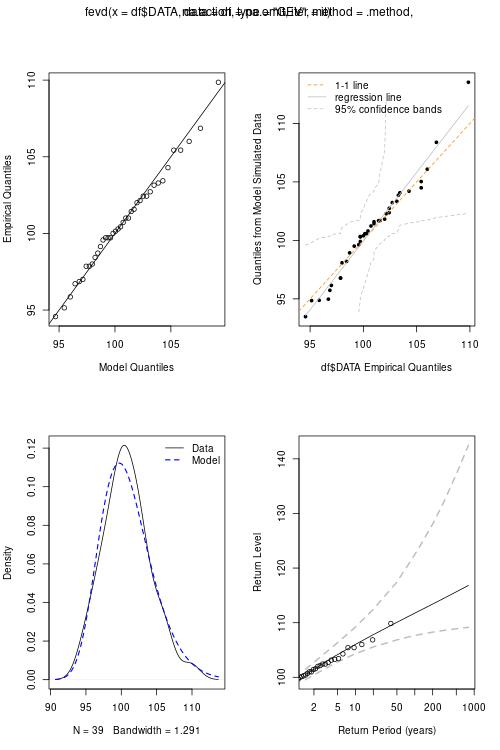 fevd(x = df$DATA, method = .method,
110
105
100
95
Empirical Quantiles
95 100 105
Model Quantiles
1-1 line
regression line
95% confidence bands
110
105
100
95
Quantiles from Model Simulated Data
95 100 105 110
df$DATA Empirical Quantiles
Data
Model
0.12
0.10
0.08
0.06
0.04
0.02
0.00
Density
90 95 100 105 110
N = 39 Bandwidth = 1.291
140
130
120
110
100
Return Level
2 5 10 50 200 1000
Return Period (years)